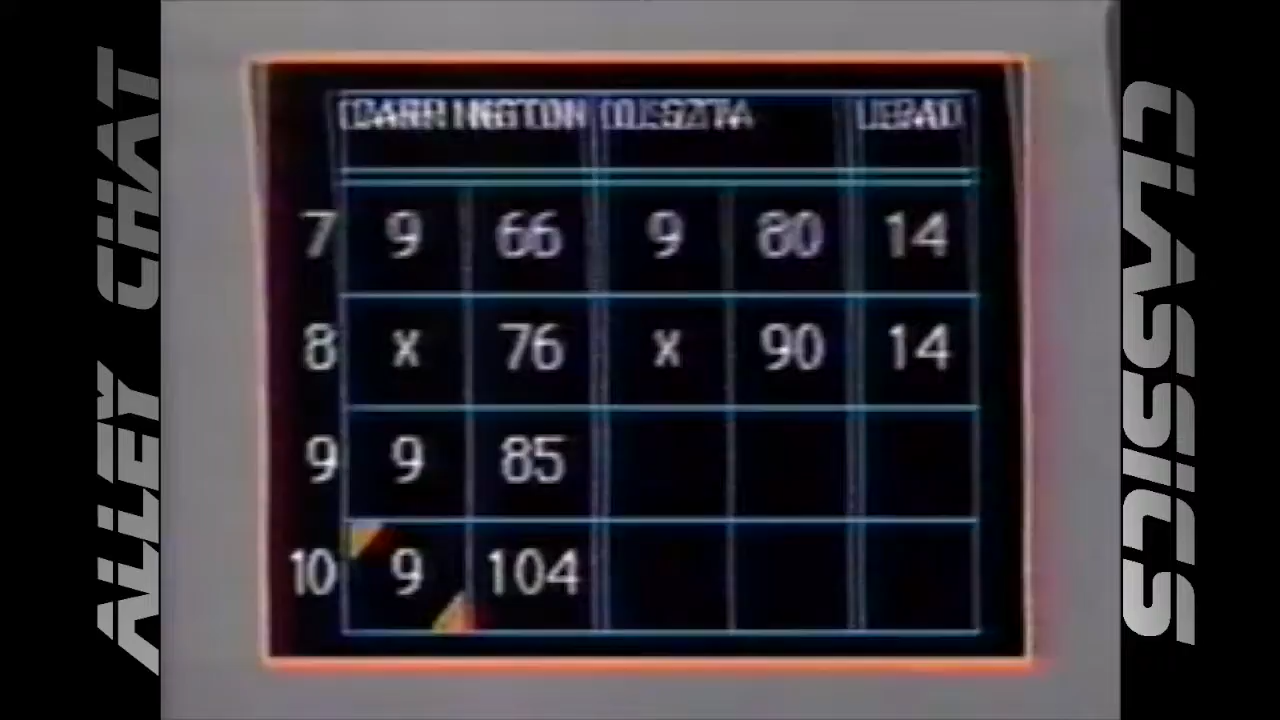 ALLEY CHAT
CARRINGTON OLSZTA LEAD
7 9 66 9 80 14
8 x 76 x 90 14
9 9 85
10 9 104
CLASSICS